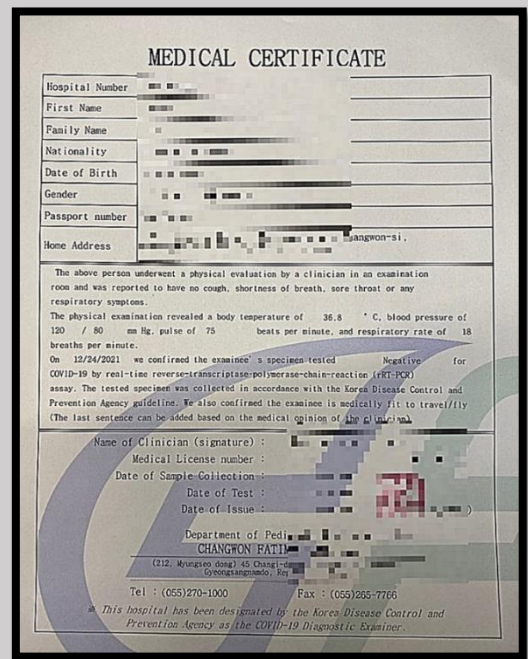 MEDICAL CERTIFICATE
Hospital Number
First Name
Family Name
Nationality
Date of Birth
Gender
Passport number
Home Address angwon-si,
The above person underwent a physical evaluation by a clinician in an examination
room and was reported to have no cough, shortness of breath, sore throat or any
respiratory symptoms.
The physical examination revealed a body temperature of 36.8 ° C, blood pressure of
120 / 80 mm Hg, pulse of 75 beats per minute, and respiratory rate of 18
breaths per minute.
On 12/24/2021 we confirmed the examinee's specimen tested Negative for
COVID-19 by real-time reverse-transcriptase-polymerase-chain-reaction (rRT-PCR)
assay. The tested specimen was collected in accordance with the Korea Disease Control and
Prevention Agency guideline. We also confirmed the examinee is medically fit to travel/fly
(The last sentence can be added based on the medical opinion of the clinician)
Name of Clinician (signature) :
Medical License number :
Date of Sample Collection :
Date of Test :
Date of Issue : )
Department of Pedi
CHANGWON FATIM
(212, Myungseo dong) 45 Changi-d
Gyeongsangnamdo, Rep
Tel : (055)270-1000 Fax : (055)265-7766
※ This hospital has been designated by the Korea Disease Control and
Prevention Agency as the COVID-19 Diagnostic Examiner.